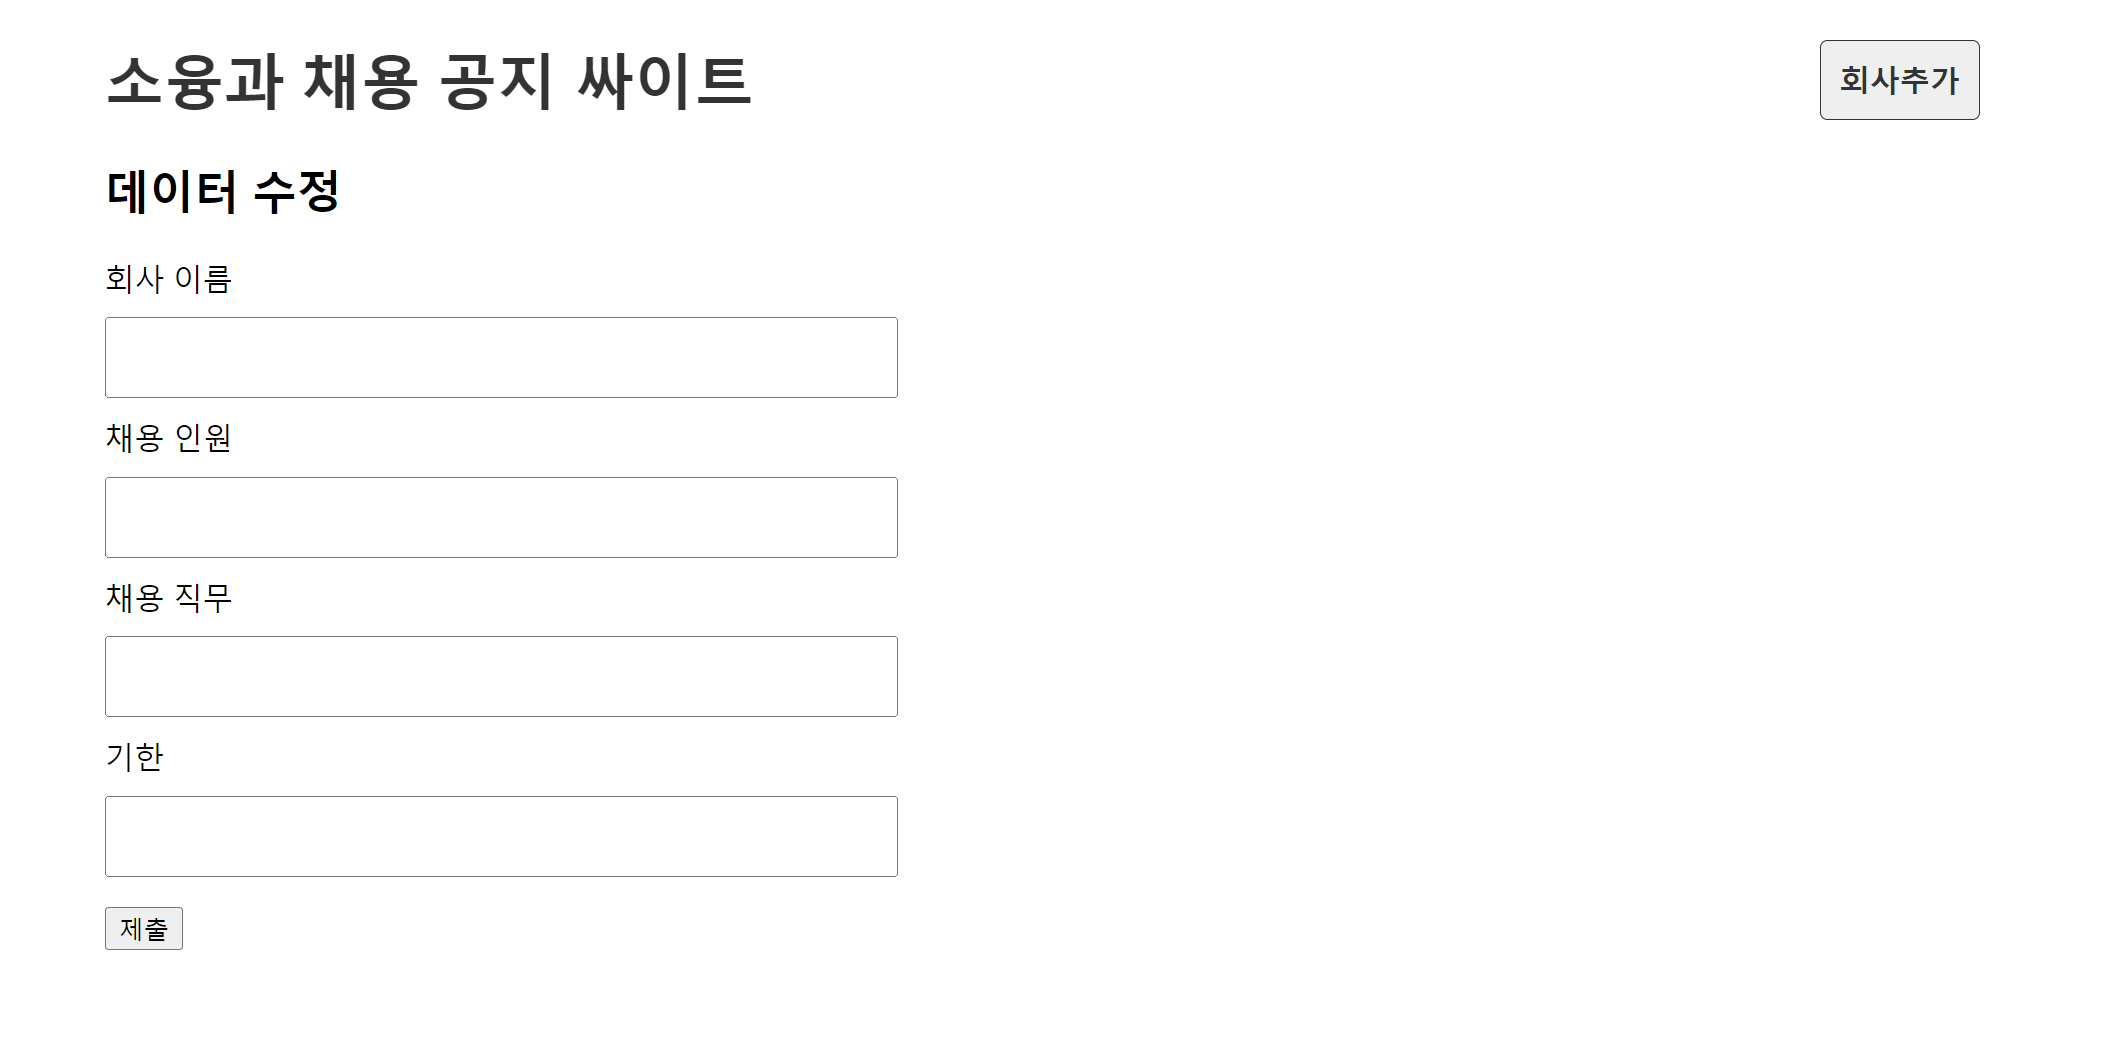 소융과 채용 공지 싸이트
회사추가
데이터 수정
회사 이름
채용 인원
채용 직무
기한
제출